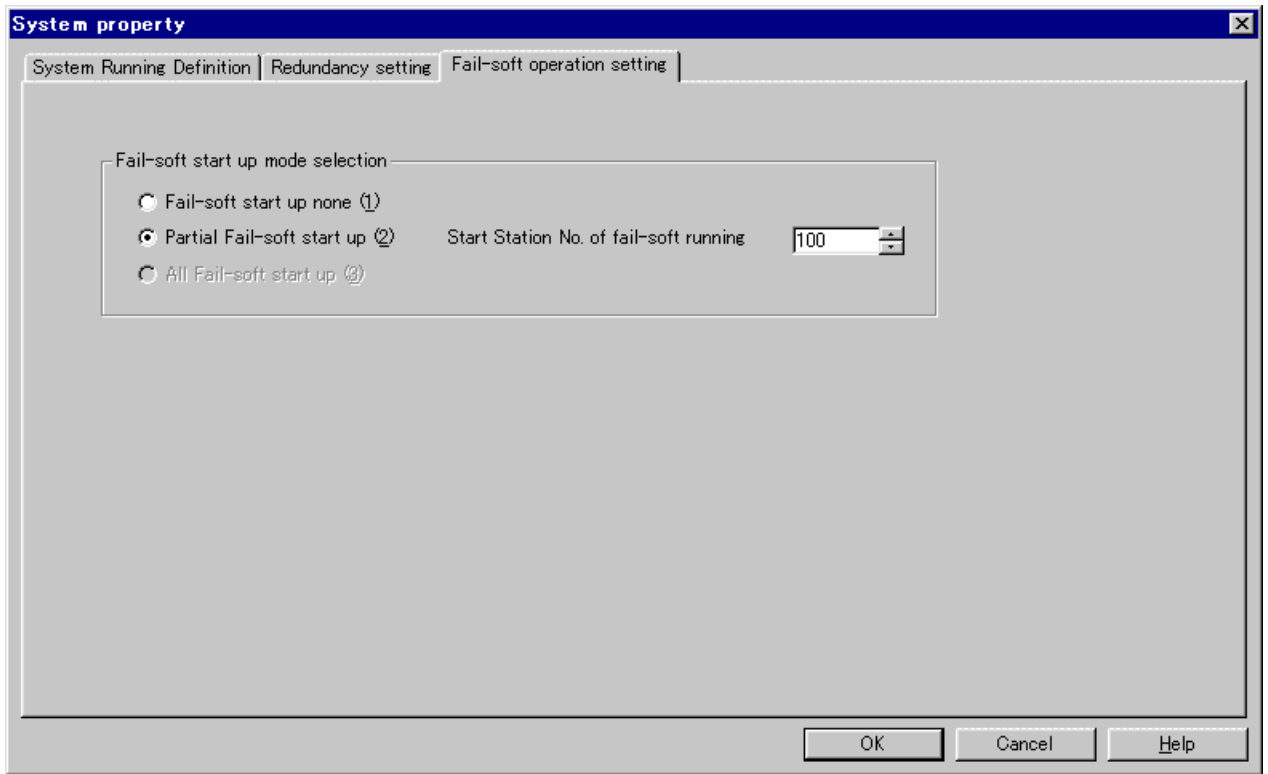 System property
System Running Definition Redundancy setting Fail-soft operation setting
Fail-soft start up mode selection
Fail-soft start up none (1)
Partial Fail-soft start up (2) Start Station No. of fail-soft running 100
All Fail-soft start up (3)
OK Cancel Help